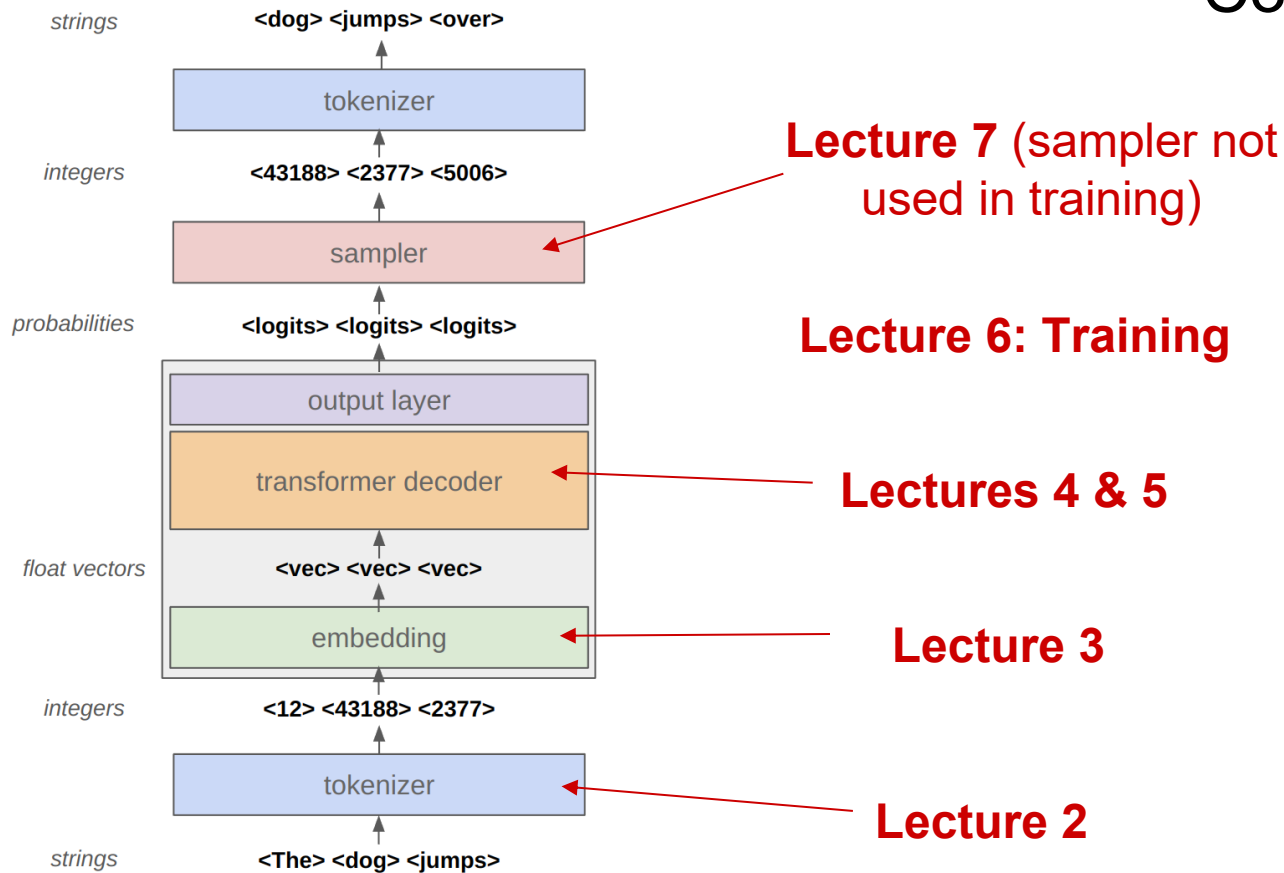 strings <dog> <jumps> <over>
tokenizer
integers <43188> <2377> <5006>
Lecture 7 (sampler not
used in training)
sampler
probabilities <logits> <logits> <logits>
Lecture 6: Training
output layer
transformer decoder
Lectures 4 & 5
float vectors <vec> <vec> <vec>
embedding
Lecture 3
integers <12> <43188> <2377>
tokenizer
Lecture 2
strings <The> <dog> <jumps>